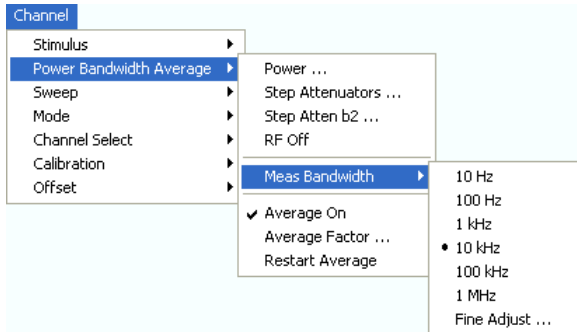 Channel
Stimulus
Power Bandwidth Average
Sweep
Mode
Channel Select
Calibration
Offset
Power ...
Step Attenuators ...
Step Atten b2 ...
RF Off
Meas Bandwidth
Average On
Average Factor ...
Restart Average
10 Hz
100 Hz
1 kHz
10 kHz
100 kHz
1 MHz
Fine Adjust ...